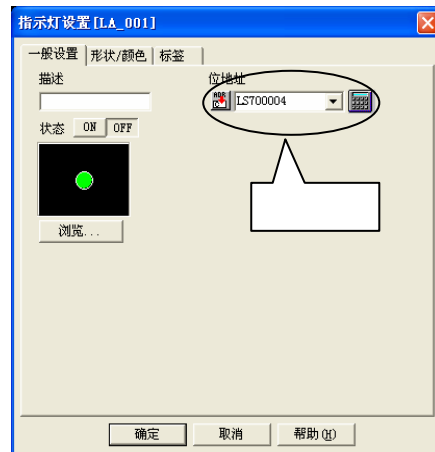 指示灯设置[LA_001]
一般设置 形状/颜色 标签
描述
位地址
LS700004
状态 ON OFF
浏览...
确定 取消 帮助(H)